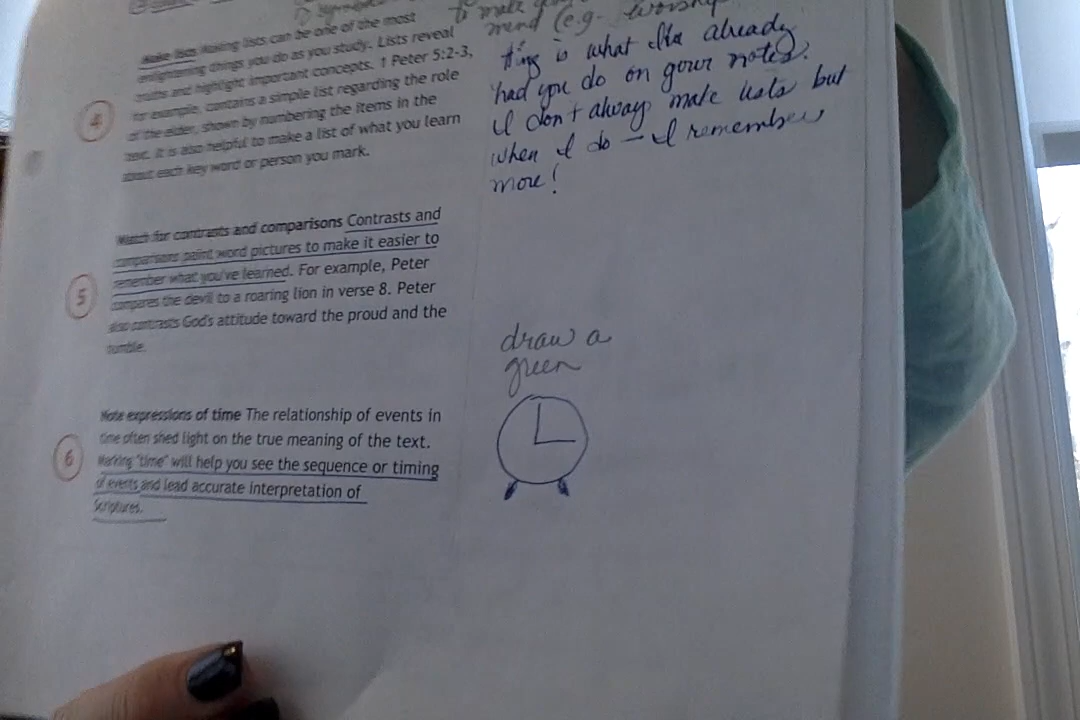 to make
mend (e.g. worship
4
Make lists Making lists can be one of the most
enlightening things you do as you study. Lists reveal
truths and highlight important concepts. 1 Peter 5:2-3,
for example, contains a simple list regarding the role
of the elder, shown by numbering the items in the
text. It is also helpful to make a list of what you learn
about each key word or person you mark.
is what already
had you do on your notes.
I don't always make lists but
when I do — I remember
more!
5
Watch for contrasts and comparisons Contrasts and
comparisons paint word pictures to make it easier to
remember what you've learned. For example, Peter
compares the devil to a roaring lion in verse 8. Peter
also contrasts God's attitude toward the proud and the
humble.
draw a
green
6
Note expressions of time The relationship of events in
time often shed light on the true meaning of the text.
Marking "time" will help you see the sequence or timing
of events and lead accurate interpretation of
Scriptures.